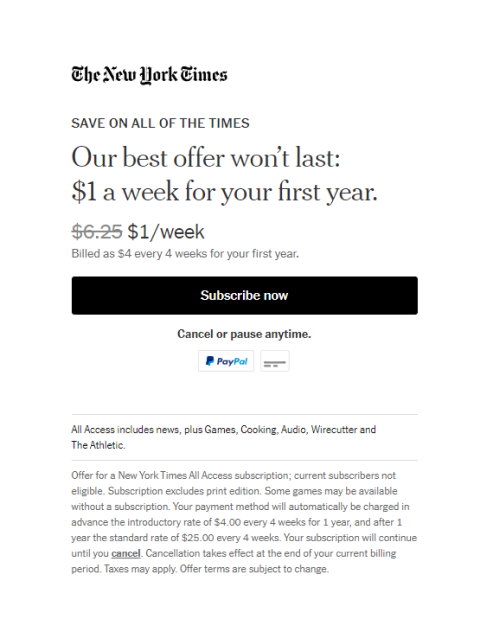 The New York Times
SAVE ON ALL OF THE TIMES
Our best offer won’t last:
$1 a week for your first year.
$6.25 $1/week
Billed as $4 every 4 weeks for your first year.
Subscribe now
Cancel or pause anytime.
PayPal
All Access includes news, plus Games, Cooking, Audio, Wirecutter and
The Athletic.
Offer for a New York Times All Access subscription; current subscribers not
eligible. Subscription excludes print edition. Some games may be available
without a subscription. Your payment method will automatically be charged in
advance the introductory rate of $4.00 every 4 weeks for 1 year, and after 1
year the standard rate of $25.00 every 4 weeks. Your subscription will continue
until you cancel. Cancellation takes effect at the end of your current billing
period. Taxes may apply. Offer terms are subject to change.